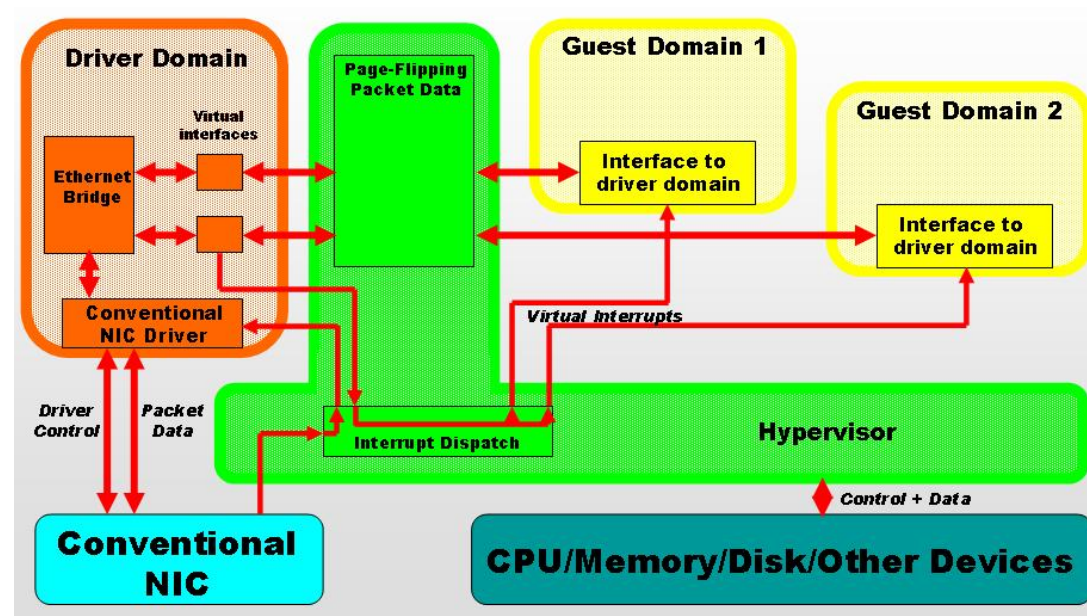 Driver Domain
Virtual
interfaces
Ethernet
Bridge
Conventional
NIC Driver
Page-Flipping
Packet Data
Guest Domain 1
Interface to
driver domain
Guest Domain 2
Interface to
driver domain
Virtual Interrupts
Driver
Control
Packet
Data
Interrupt Dispatch
Hypervisor
Control + Data
Conventional
NIC
CPU/Memory/Disk/Other Devices